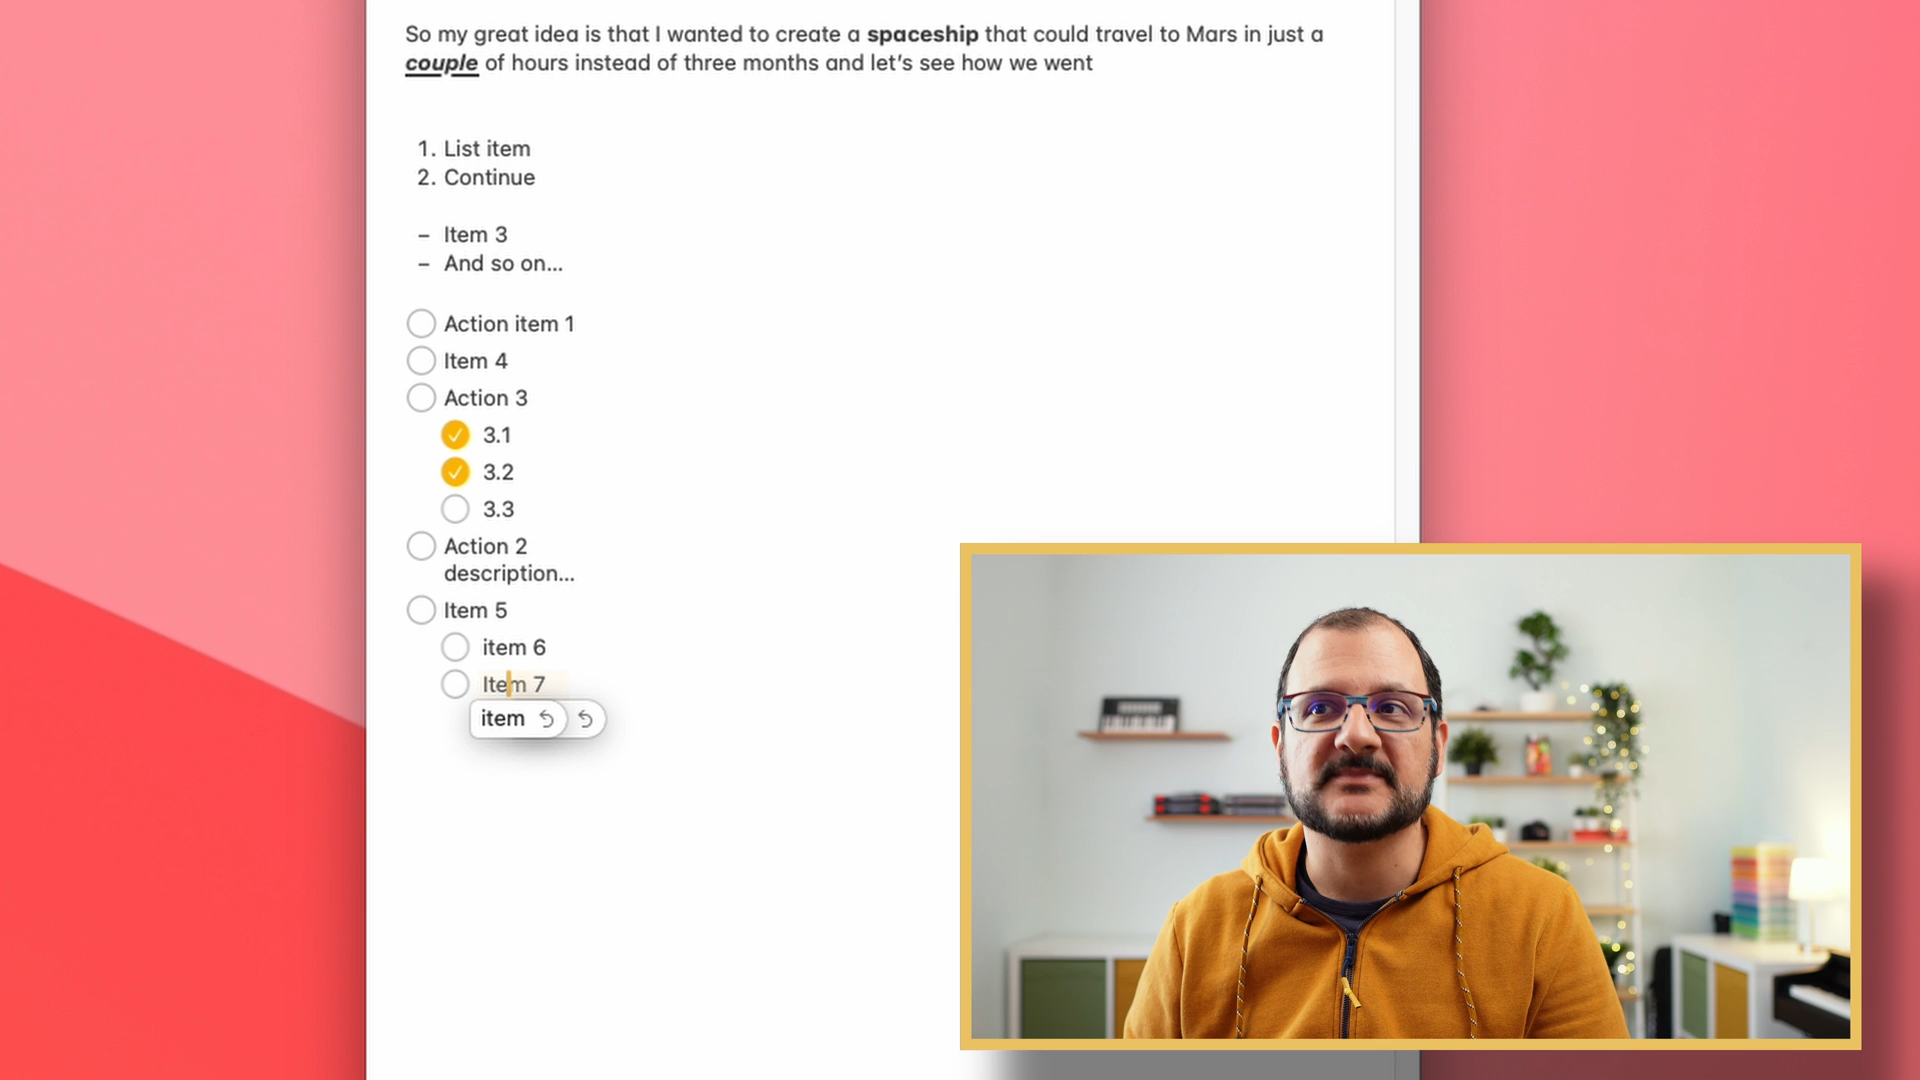 So my great idea is that I wanted to create a spaceship that could travel to Mars in just a
couple of hours instead of three months and let's see how we went
1. List item
2. Continue
– Item 3
– And so on...
Action item 1
Item 4
Action 3
3.1
3.2
3.3
Action 2
description...
Item 5
item 6
Item 7
item